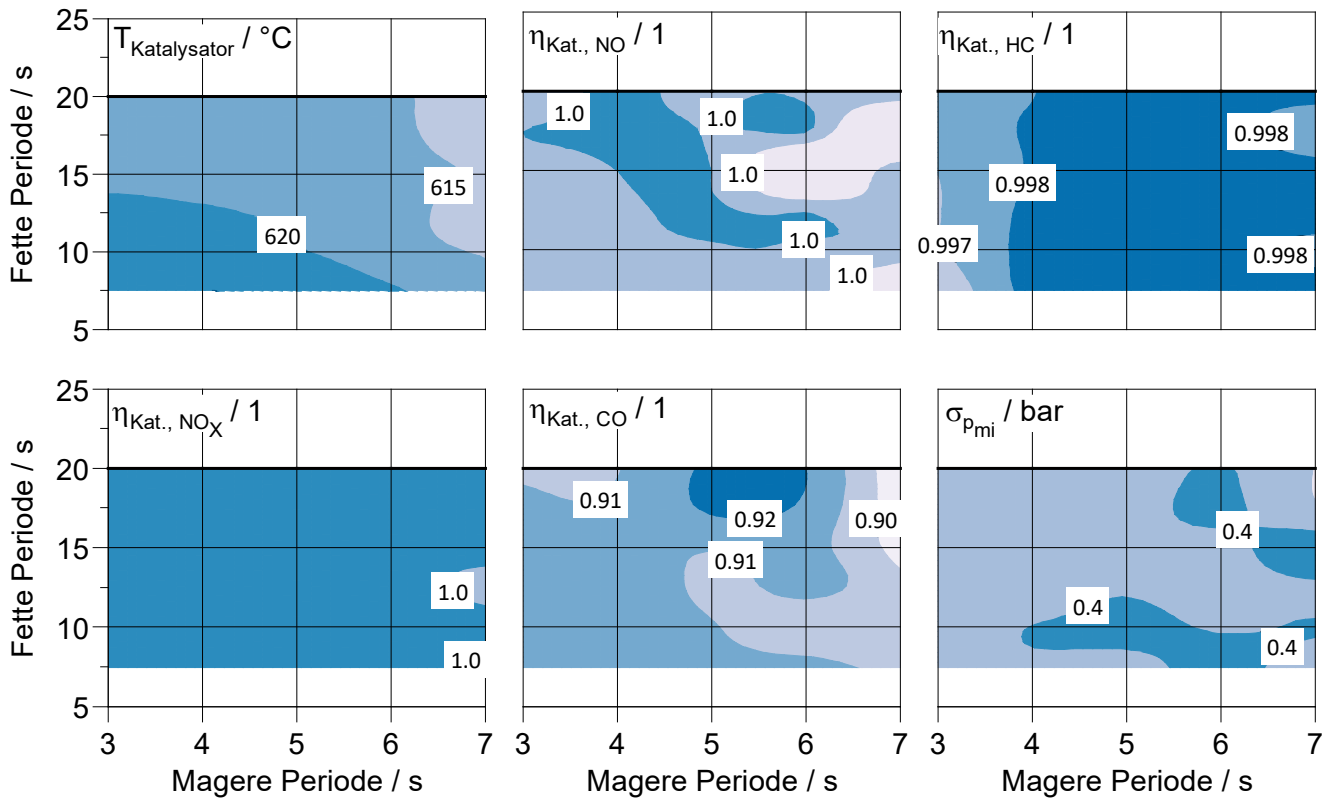 25
T_Katalysator / °C
η_Kat., NO / 1
η_Kat., HC / 1
20
1.0
1.0
0.998
15
615
1.0
0.998
620
1.0
0.997
0.998
10
1.0
5
Fette Periode / s
25
η_Kat., NO_X / 1
η_Kat., CO / 1
σ_p_mi / bar
20
0.91
0.92
0.90
0.4
15
0.91
1.0
0.4
10
1.0
0.4
5
Fette Periode / s
3 4 5 6 7
3 4 5 6 7
3 4 5 6 7
Magere Periode / s
Magere Periode / s
Magere Periode / s